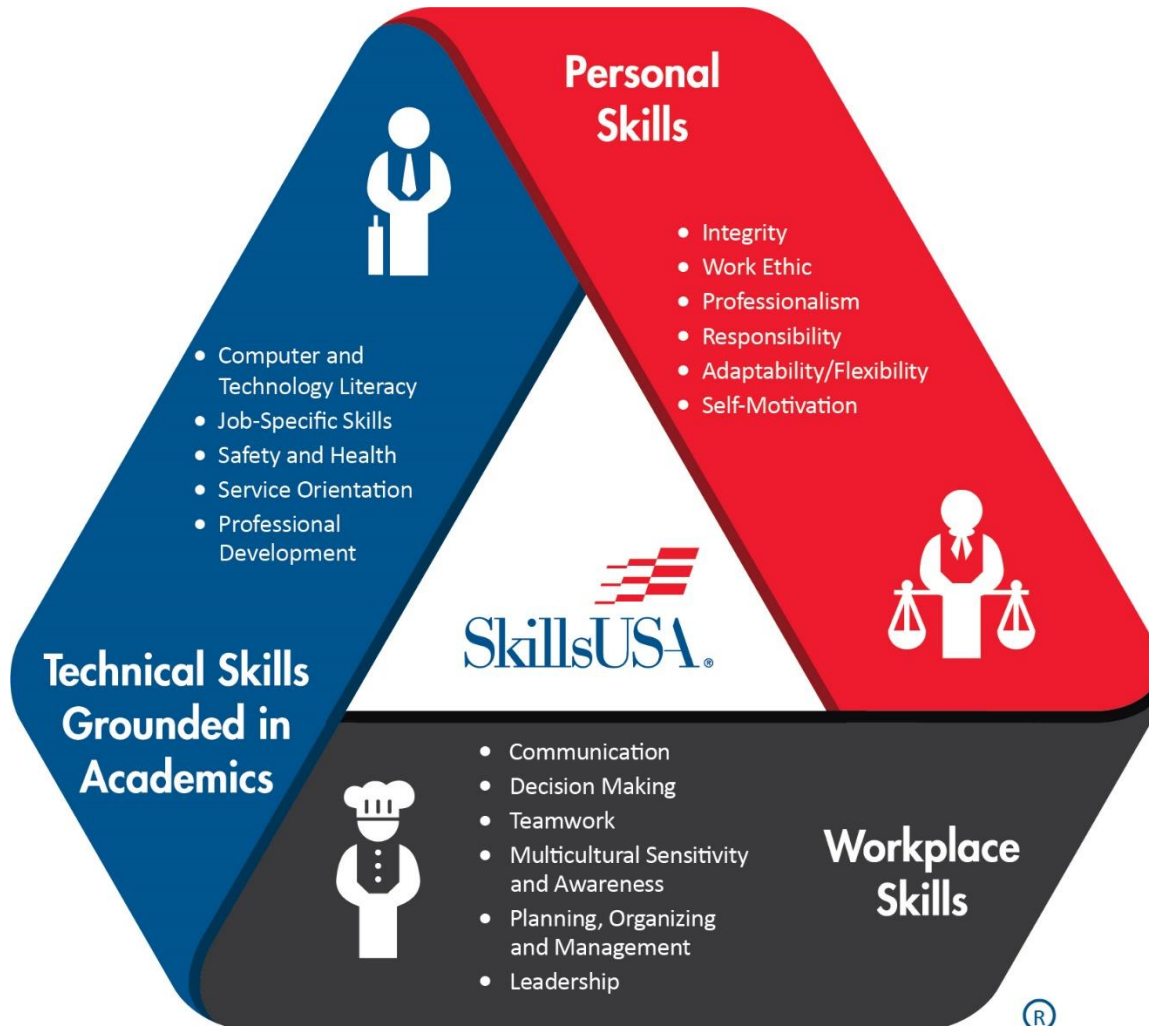 Personal
Skills
• Integrity
• Work Ethic
• Professionalism
• Responsibility
• Adaptability/Flexibility
• Self-Motivation
• Computer and
Technology Literacy
• Job-Specific Skills
• Safety and Health
• Service Orientation
• Professional
Development
Technical Skills
Grounded in
Academics
SkillsUSA®
• Communication
• Decision Making
• Teamwork
• Multicultural Sensitivity
and Awareness
• Planning, Organizing
and Management
• Leadership
Workplace
Skills
®